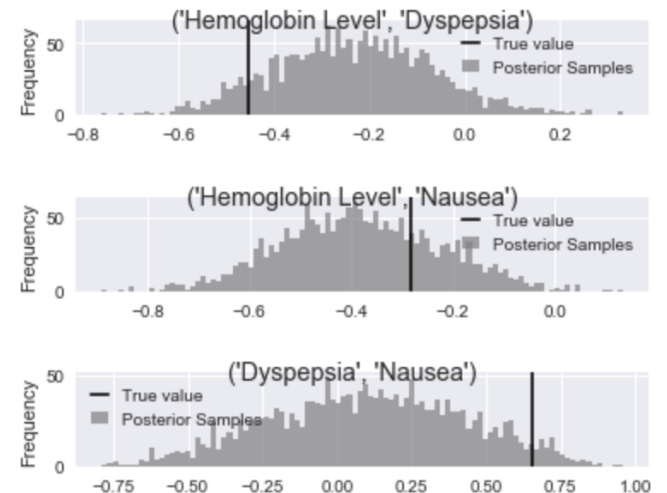 ('Hemoglobin Level', 'Dyspepsia')
Frequency
50
0
True value
Posterior Samples
−0.8 −0.6 −0.4 −0.2 0.0 0.2
('Hemoglobin Level', 'Nausea')
Frequency
50
0
True value
Posterior Samples
−0.8 −0.6 −0.4 −0.2 0.0
('Dyspepsia', 'Nausea')
Frequency
50
0
True value
Posterior Samples
−0.75 −0.50 −0.25 0.00 0.25 0.50 0.75 1.00